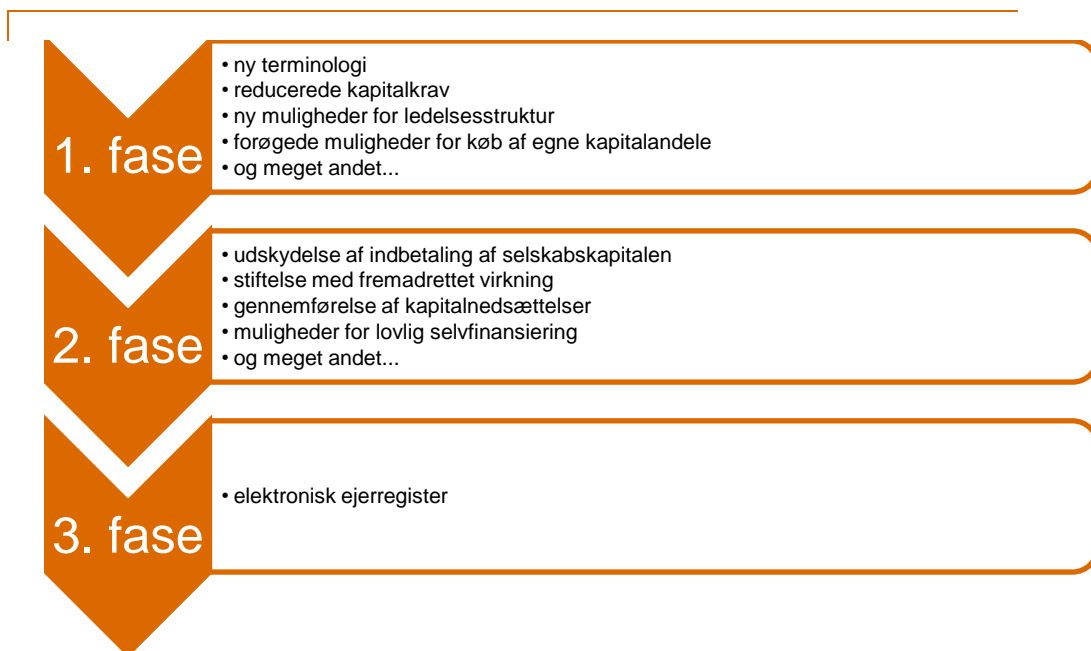 1. fase
• ny terminologi
• reducerede kapitalkrav
• ny muligheder for ledelsesstruktur
• forøgede muligheder for køb af egne kapitalandele
• og meget andet...
2. fase
• udskydelse af indbetaling af selskabskapitalen
• stiftelse med fremadrettet virkning
• gennemførelse af kapitalnedsættelser
• muligheder for lovlig selvfinansiering
• og meget andet...
3. fase
• elektronisk ejerregister